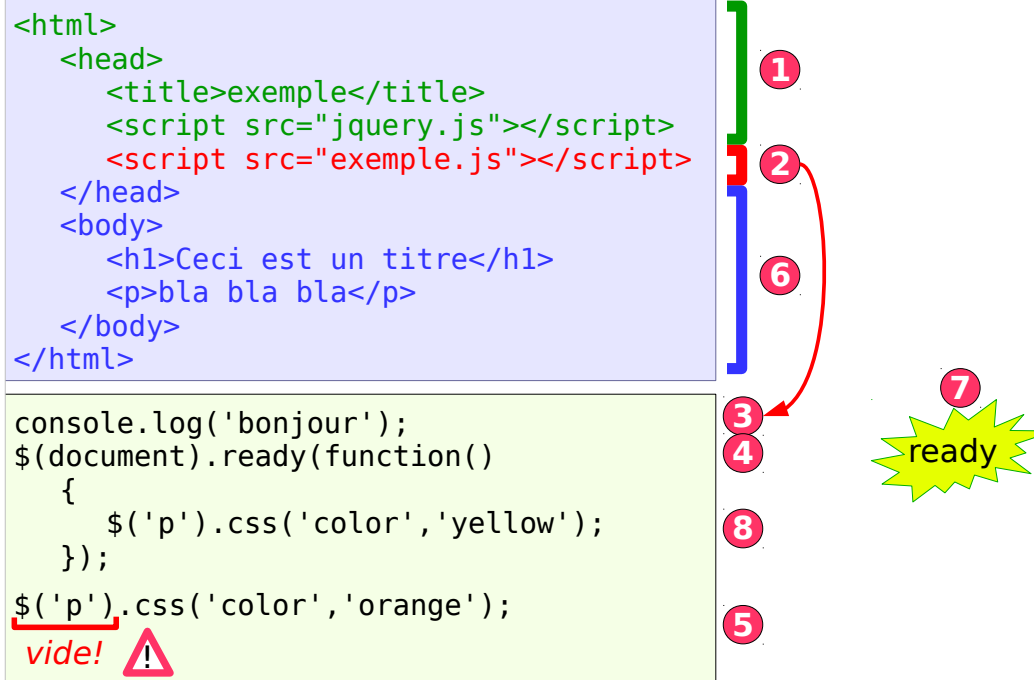 <html>
<head>
<title>exemple</title>
<script src="jquery.js"></script>
<script src="exemple.js"></script>
</head>
<body>
<h1>Ceci est un titre</h1>
<p>bla bla bla</p>
</body>
</html>
1
2
6
console.log('bonjour');
$(document).ready(function()
{
$('p').css('color','yellow');
});
$('p').css('color','orange');
vide! !
3
4
8
5
7
ready